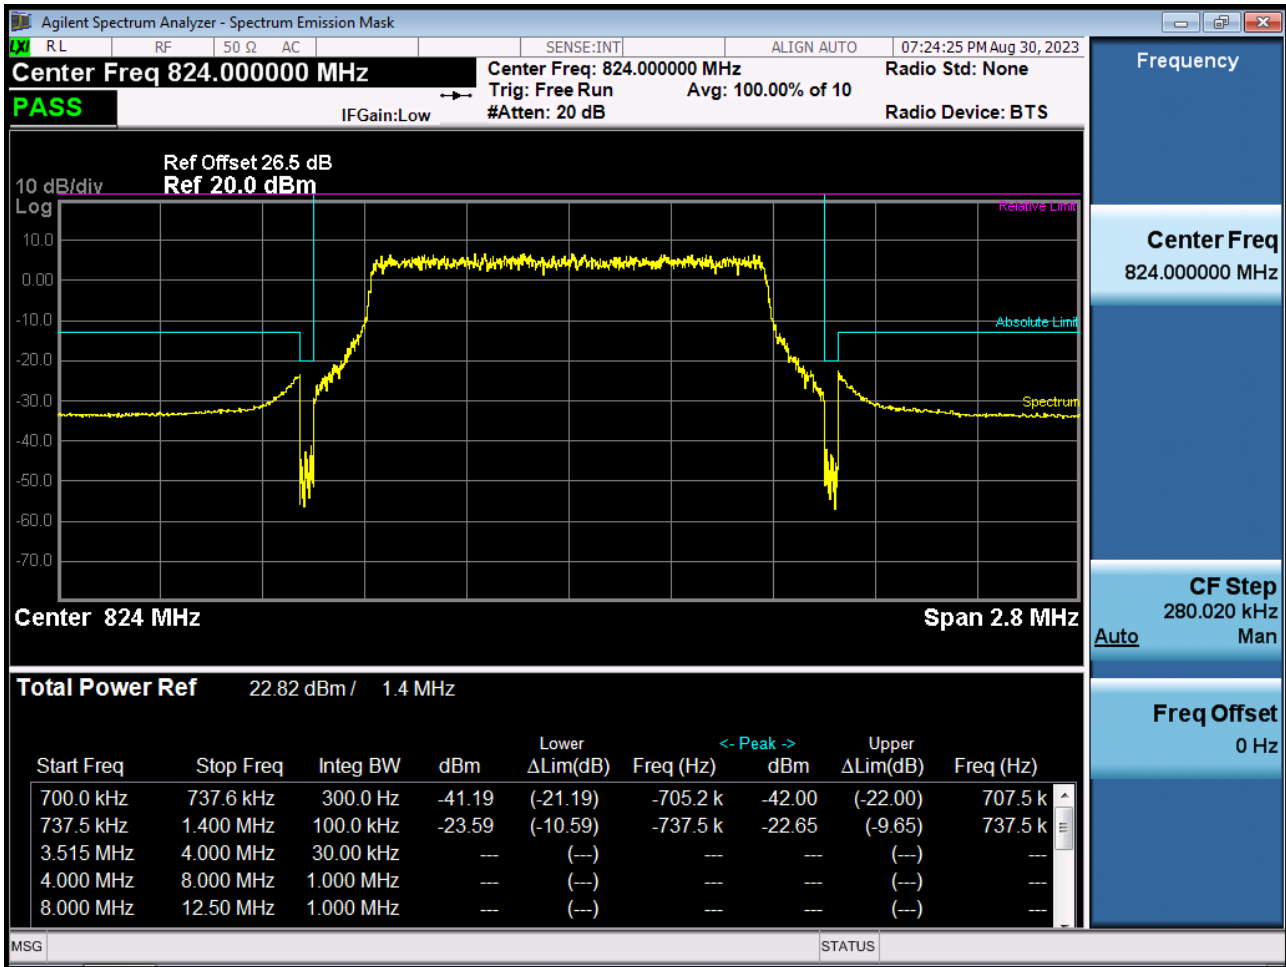 Agilent Spectrum Analyzer - Spectrum Emission Mask
LXI RL RF 50 Ω AC SENSE:INT ALIGN AUTO 07:24:25 PM Aug 30, 2023
Center Freq 824.000000 MHz Center Freq: 824.000000 MHz Radio Std: None
Trig: Free Run Avg: 100.00% of 10
PASS IFGain:Low #Atten: 20 dB Radio Device: BTS
Ref Offset 26.5 dB
10 dB/div Ref 20.0 dBm
Log
Relative Limit
10.0
0.00
-10.0
Absolute Limit
-20.0
-30.0
Spectrum
-40.0
-50.0
-60.0
-70.0
Center 824 MHz Span 2.8 MHz
Total Power Ref 22.82 dBm / 1.4 MHz
Lower <- Peak -> Upper
Start Freq Stop Freq Integ BW dBm ΔLim(dB) Freq (Hz) dBm ΔLim(dB) Freq (Hz)
700.0 kHz 737.6 kHz 300.0 Hz -41.19 (-21.19) -705.2 k -42.00 (-22.00) 707.5 k
737.5 kHz 1.400 MHz 100.0 kHz -23.59 (-10.59) -737.5 k -22.65 (-9.65) 737.5 k
3.515 MHz 4.000 MHz 30.00 kHz --- (---) --- --- (---) ---
4.000 MHz 8.000 MHz 1.000 MHz --- (---) --- --- (---) ---
8.000 MHz 12.50 MHz 1.000 MHz --- (---) --- --- (---) ---
MSG STATUS
Frequency
Center Freq
824.000000 MHz
CF Step
280.020 kHz
Auto Man
Freq Offset
0 Hz